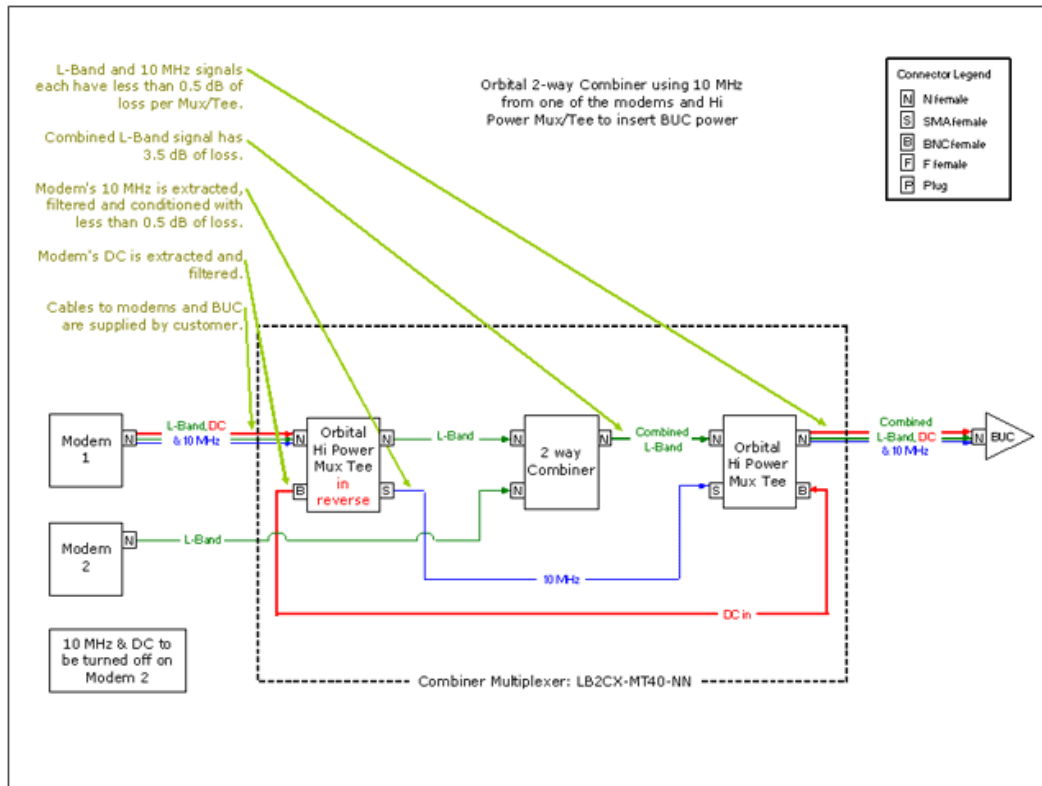 L-Band and 10 MHz signals
each have less than 0.5 dB of
loss per Mux/Tee.
Combined L-Band signal has
3.5 dB of loss.
Modem's 10 MHz is extracted,
filtered and conditioned with
less than 0.5 dB of loss.
Modem's DC is extracted and
filtered.
Cables to modems and BUC
are supplied by customer.
Orbital 2-way Combiner using 10 MHz
from one of the modems and Hi
Power Mux/Tee to insert BUC power
Connector Legend
N N female
S SMA female
B BNC female
F F female
P Plug
Modem
1
N
L-Band, DC
& 10 MHz
N
Orbital
Hi Power
Mux Tee
in
reverse
N
B
S
L-Band
N
2 way
Combiner
N
N
Combined
L-Band
N
Orbital
Hi Power
Mux Tee
N
S
B
Combined
L-Band, DC
& 10 MHz
N
BUC
Modem
2
N
L-Band
10 MHz
DC in
10 MHz & DC to
be turned off on
Modem 2
Combiner Multiplexer: LB2CX-MT40-NN